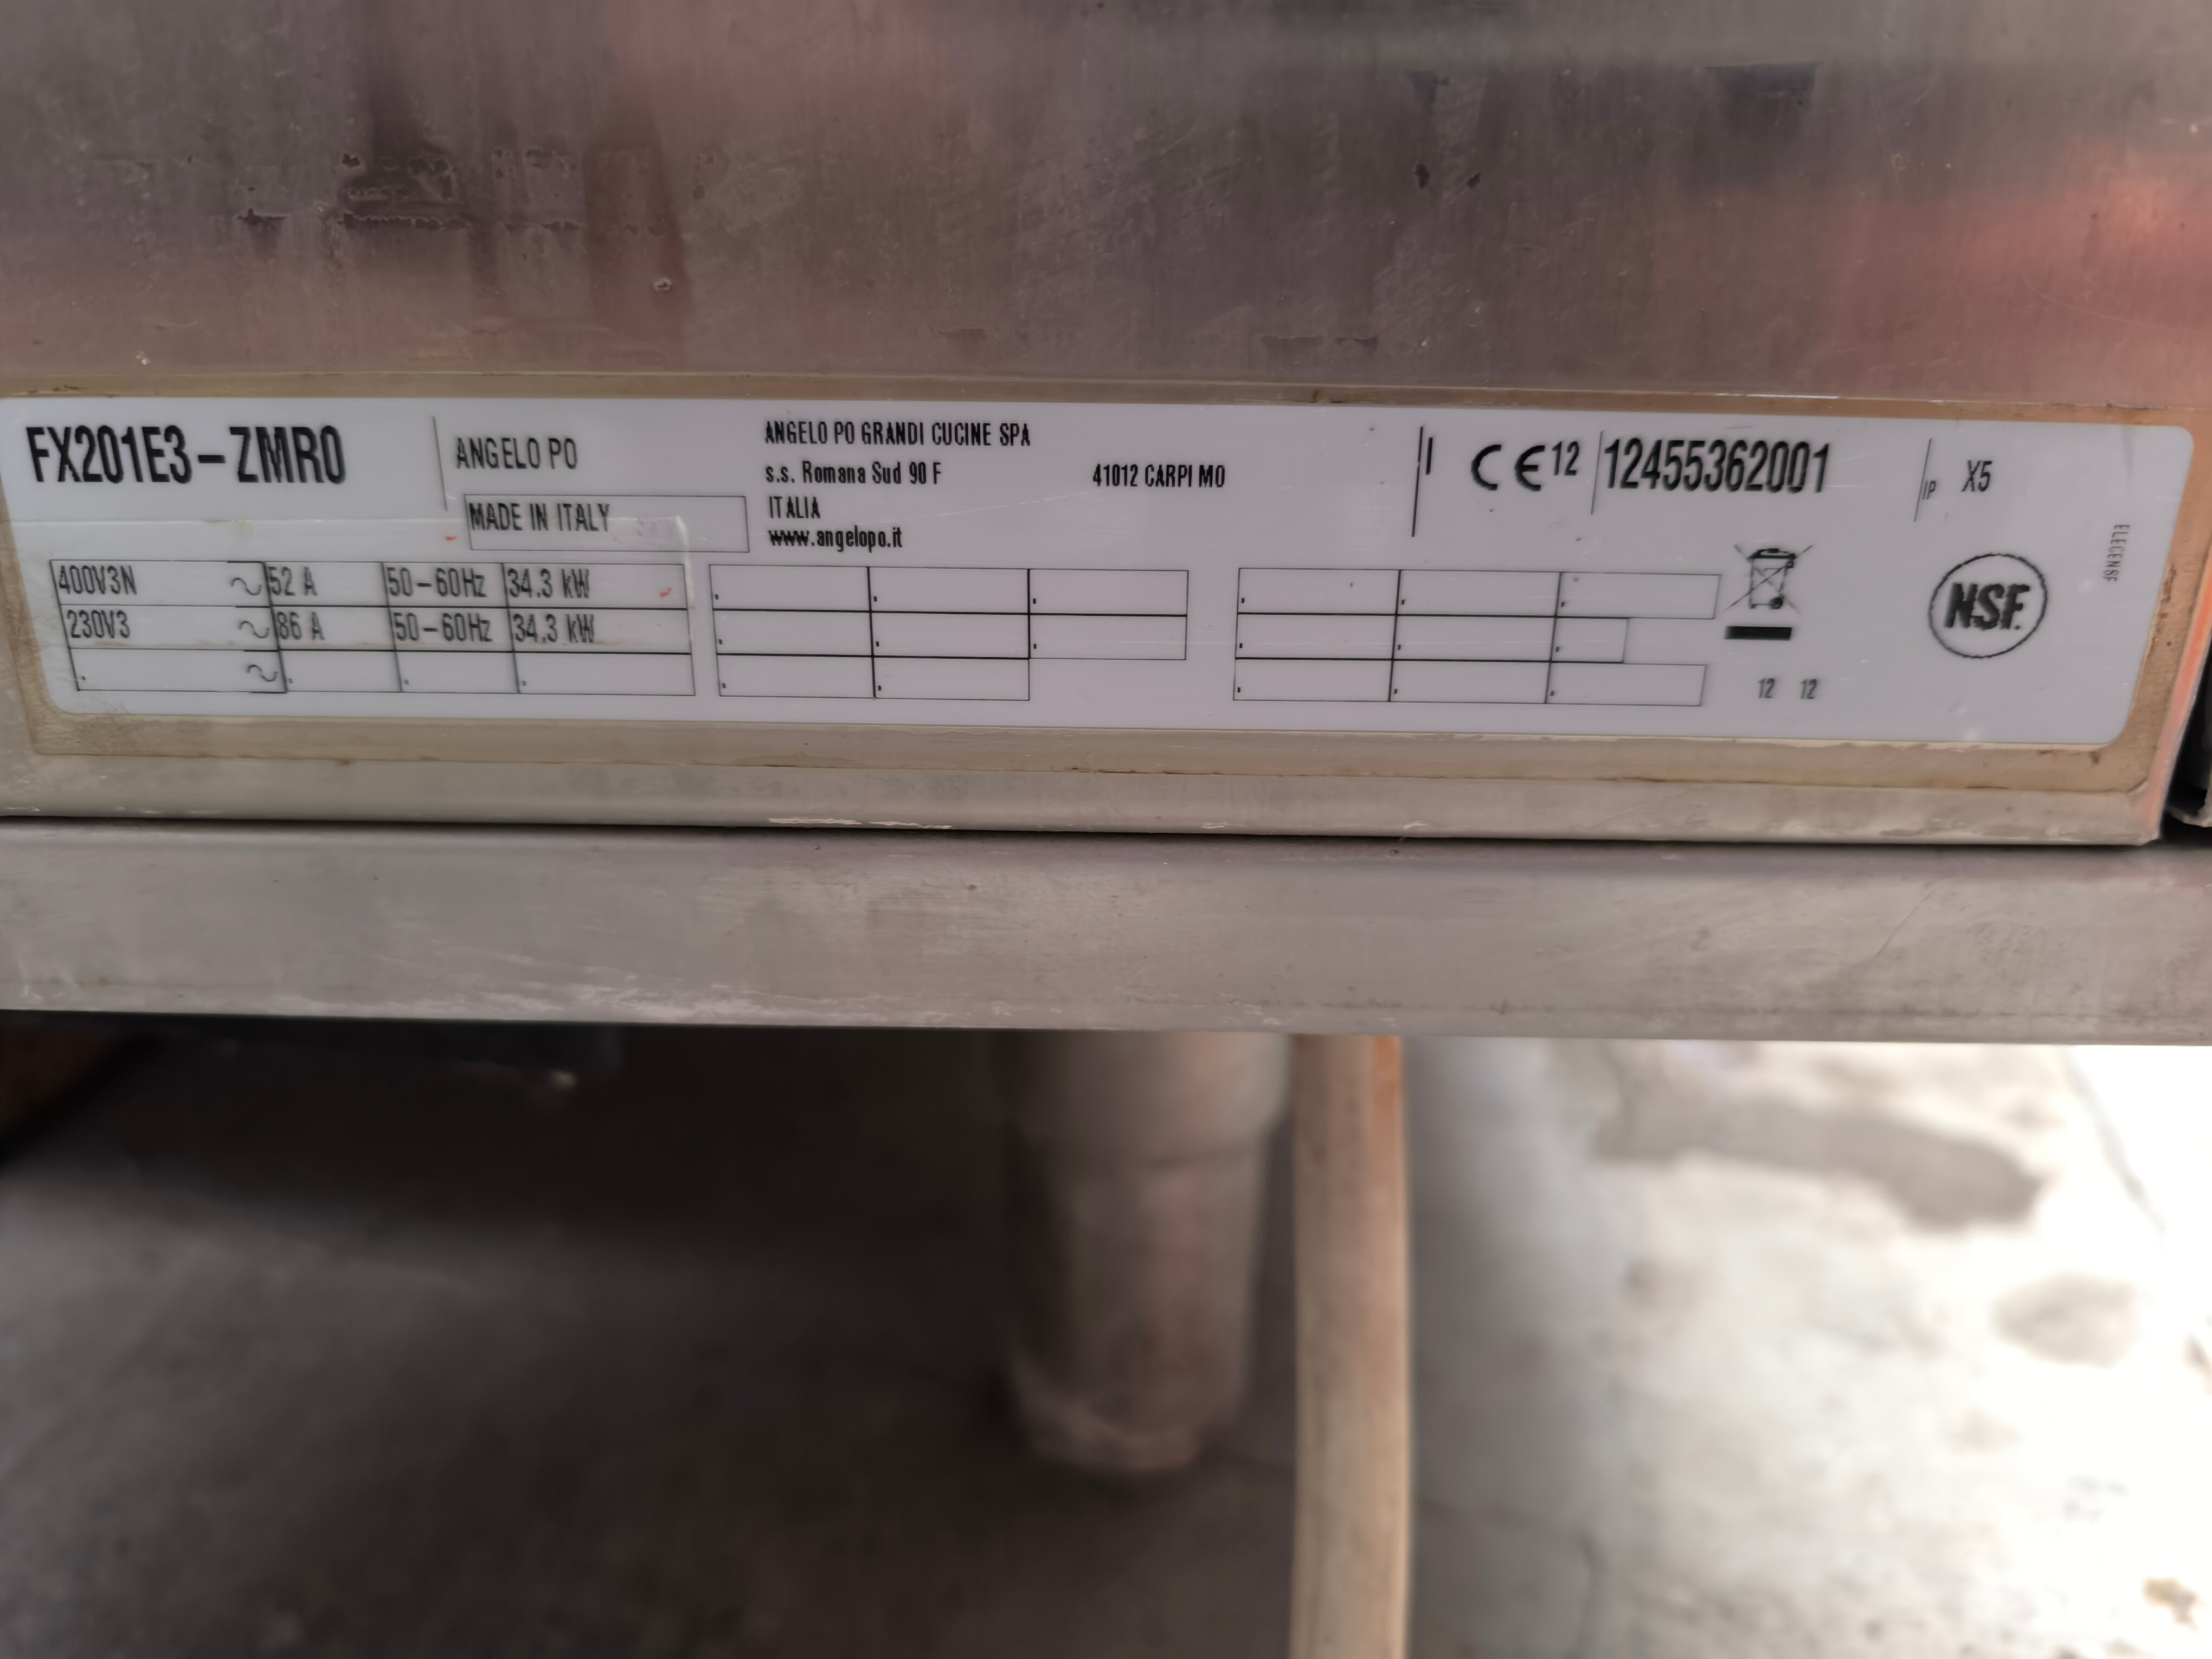 FX201E3-ZMR0
ANGELO PO
MADE IN ITALY
ANGELO PO GRANDI CUCINE SPA
s.s. Romana Sud 90 F 41012 CARPI MO
ITALIA
www.angelopo.it
I CE 12 12455362001 IP X5
400V3N ~ 52 A 50-60Hz 34.3 kW
230V3 ~ 86 A 50-60Hz 34.3 kW
~
12 12
NSF.
ELECENSF